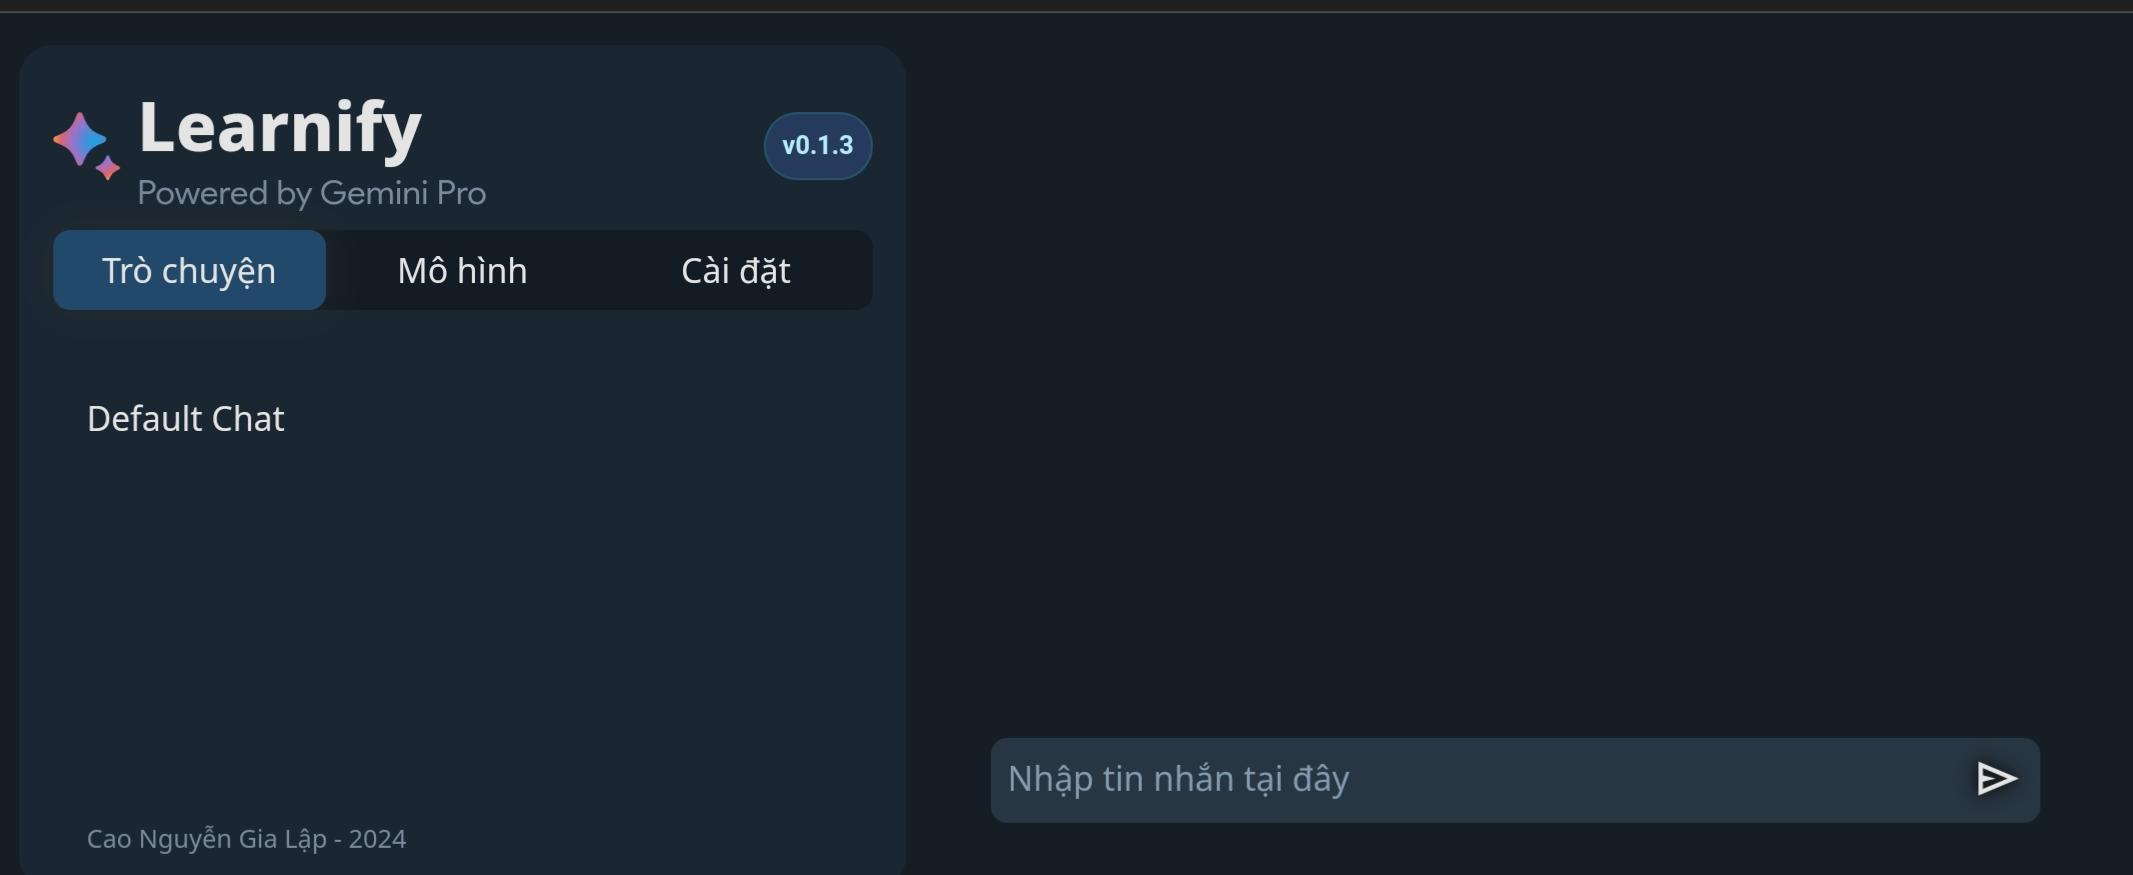 Learnify
Powered by Gemini Pro
v0.1.3
Trò chuyện Mô hình Cài đặt
Default Chat
Nhập tin nhắn tại đây
Cao Nguyễn Gia Lập - 2024